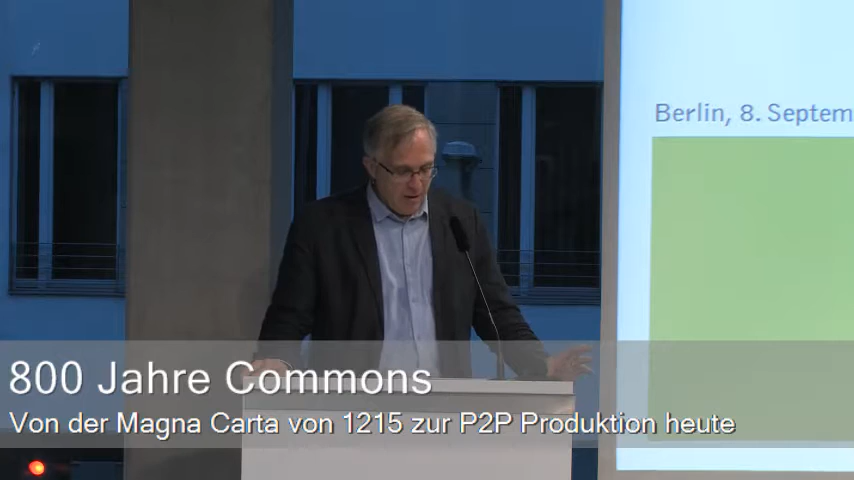 Berlin, 8. Septem
800 Jahre Commons
Von der Magna Carta von 1215 zur P2P Produktion heute